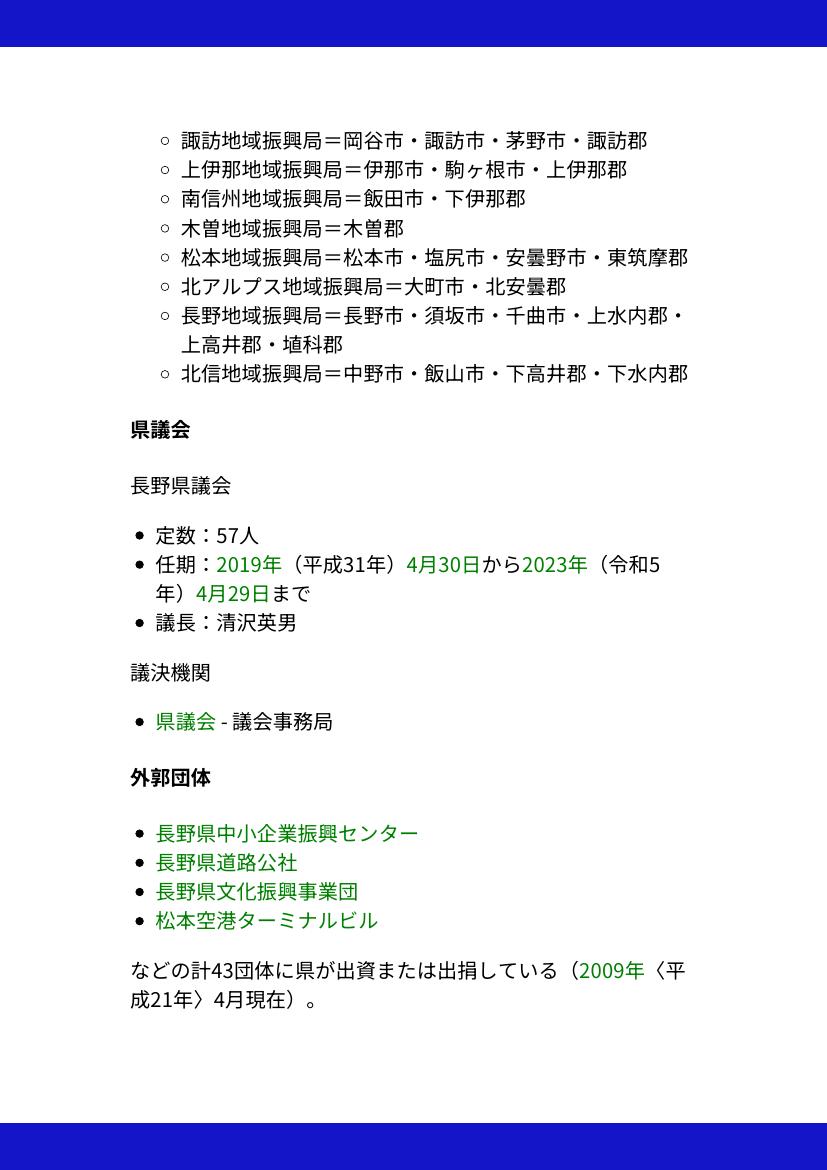 諏訪地域振興局＝岡谷市・諏訪市・茅野市・諏訪郡
上伊那地域振興局＝伊那市・駒ヶ根市・上伊那郡
南信州地域振興局＝飯田市・下伊那郡
木曽地域振興局＝木曽郡
松本地域振興局＝松本市・塩尻市・安曇野市・東筑摩郡
北アルプス地域振興局＝大町市・北安曇郡
長野地域振興局＝長野市・須坂市・千曲市・上水内郡・
上高井郡・埴科郡
北信地域振興局＝中野市・飯山市・下高井郡・下水内郡
県議会
長野県議会
定数：57人
任期：2019年（平成31年）4月30日から2023年（令和5
年）4月29日まで
議長：清沢英男
議決機関
県議会 - 議会事務局
外郭団体
長野県中小企業振興センター
長野県道路公社
長野県文化振興事業団
松本空港ターミナルビル
などの計43団体に県が出資または出捐している（2009年〈平
成21年〉4月現在）。